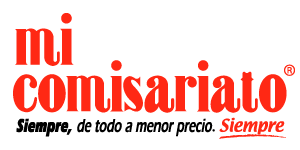 mi
comisariato®
Siempre, de todo a menor precio. Siempre